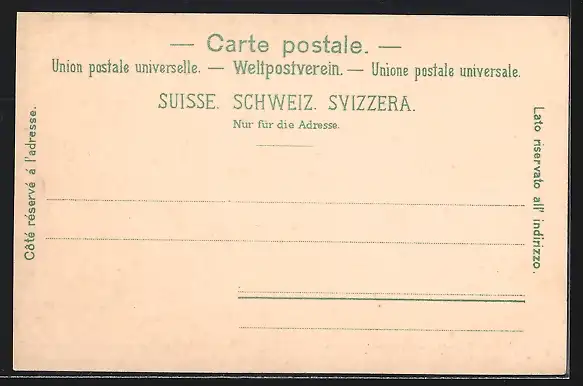 — Carte postale. —
Union postale universelle. — Weltpostverein. — Unione postale universale.
SUISSE. SCHWEIZ. SVIZZERA.
Nur für die Adresse.
Côté réservé á l'adresse.
Lato riservato all' indirizzo.